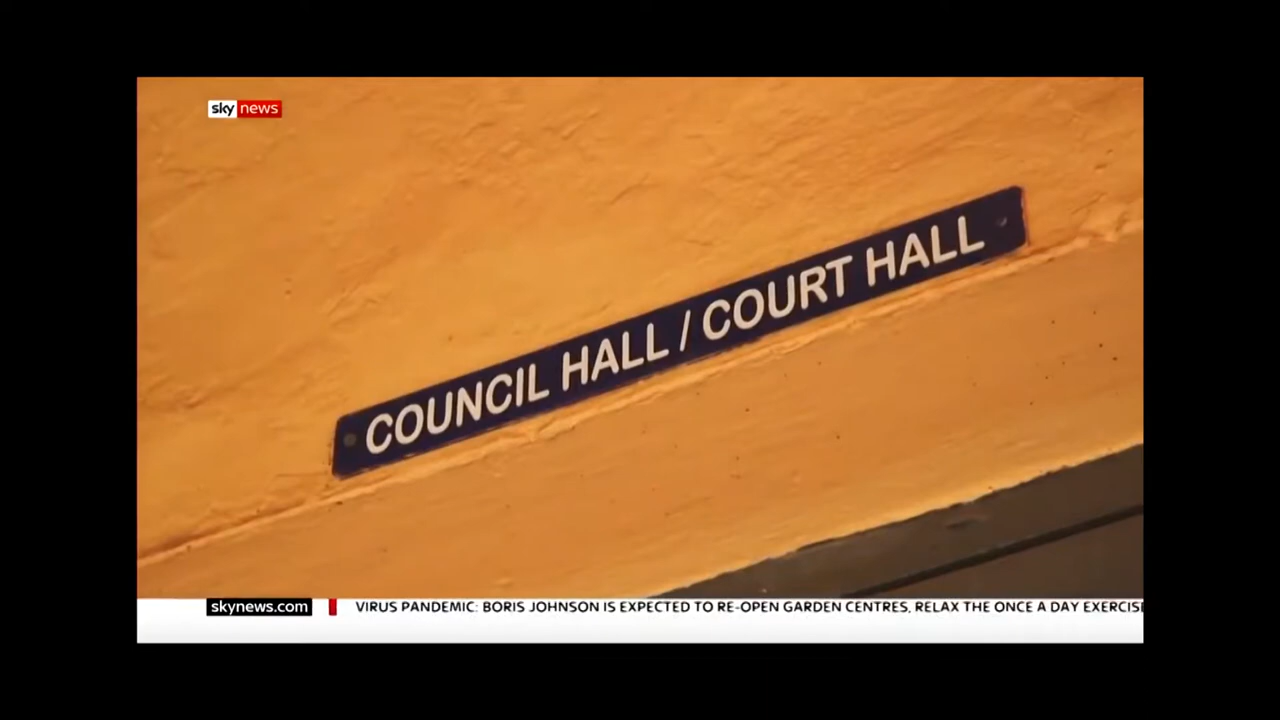 sky news
COUNCIL HALL / COURT HALL
skynews.com
VIRUS PANDEMIC: BORIS JOHNSON IS EXPECTED TO RE-OPEN GARDEN CENTRES, RELAX THE ONCE A DAY